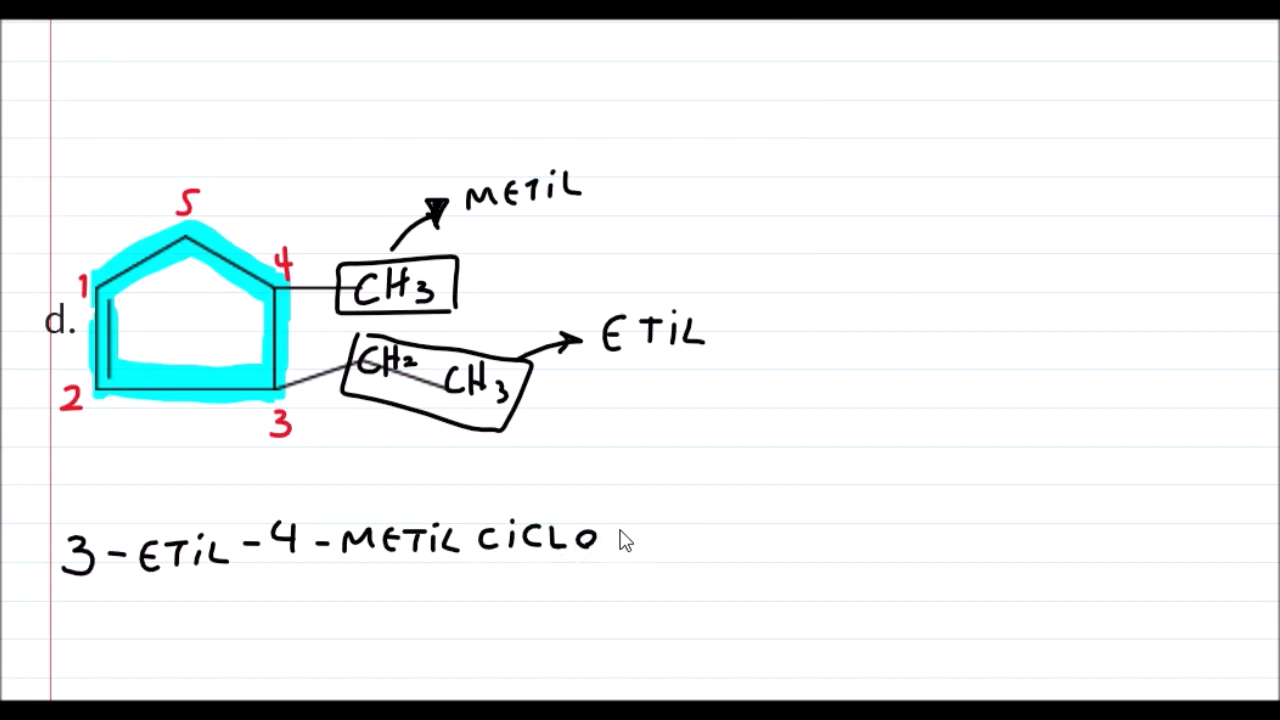 5
METIL
4
1
CH3
d.
ETIL
CH2
CH3
2
3
3-ETIL-4-METIL CICLO